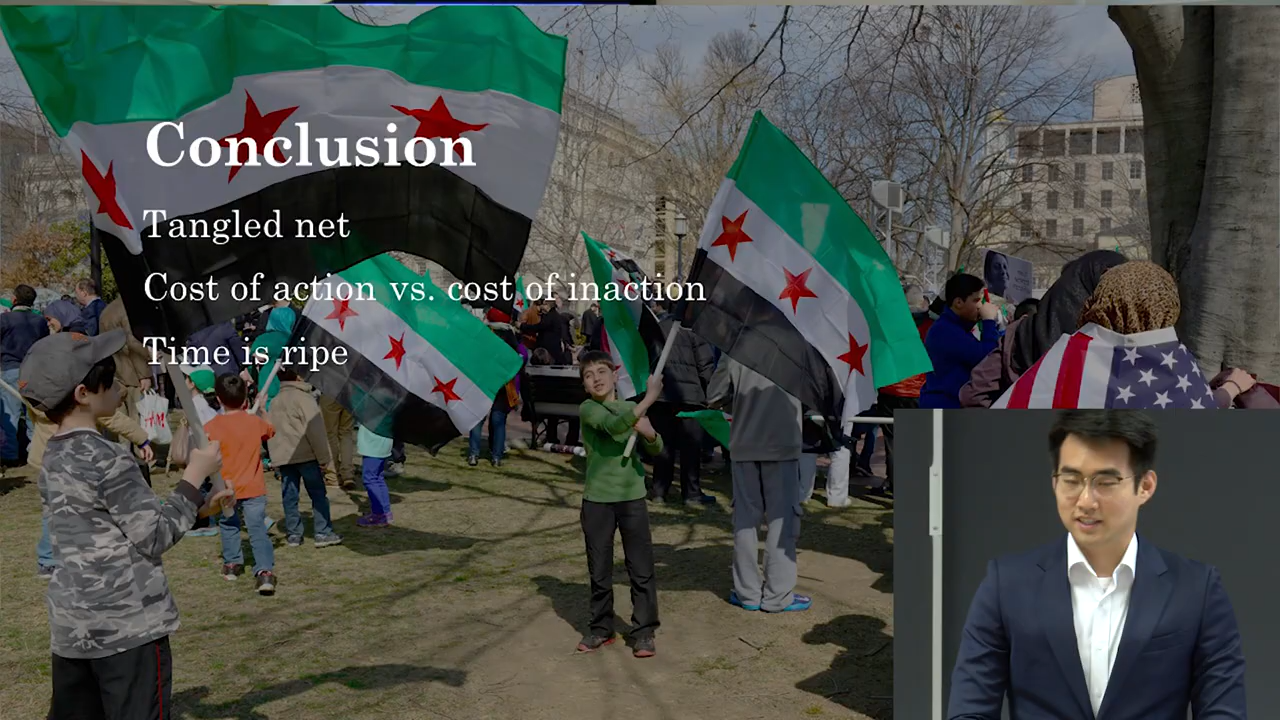 Conclusion
Tangled net
Cost of action vs. cost of inaction
Time is ripe